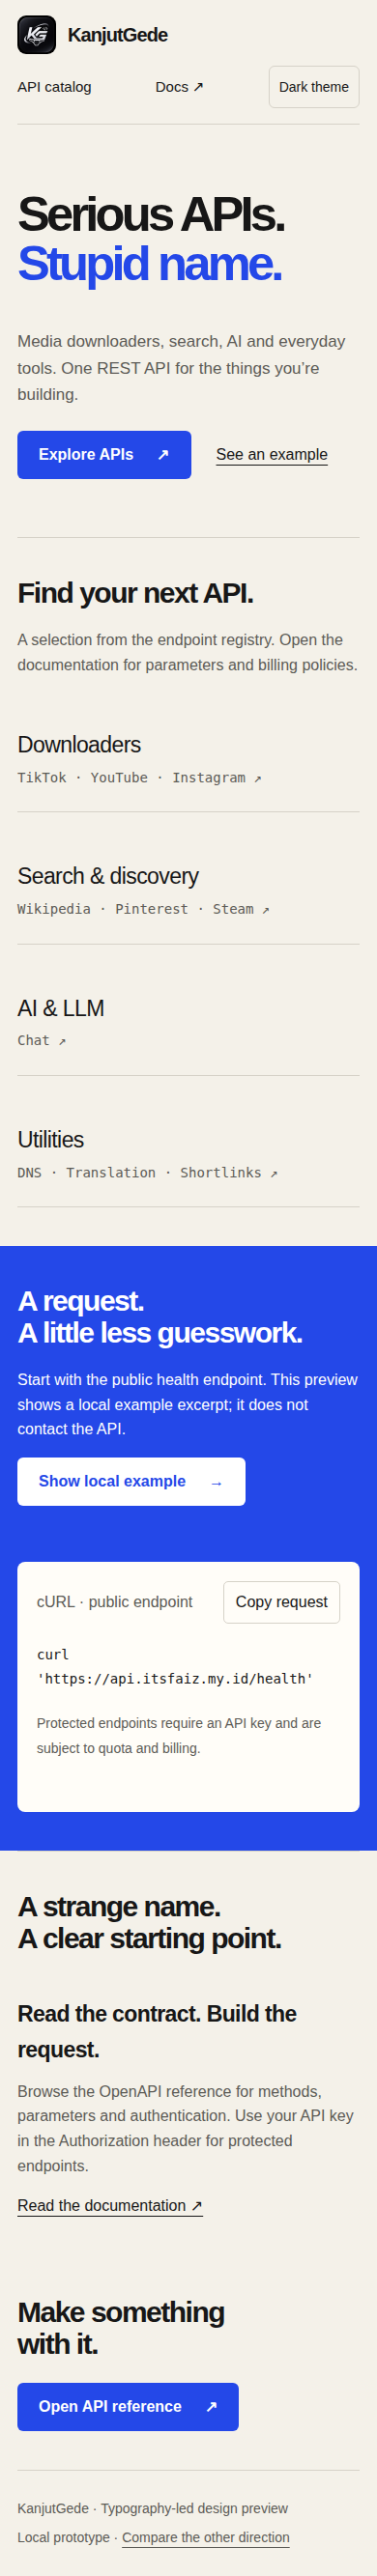 KG
KanjutGede
API catalog
Docs ↗
Dark theme
Serious APIs.
Stupid name.
Media downloaders, search, AI and everyday
tools. One REST API for the things you’re
building.
Explore APIs ↗
See an example
Find your next API.
A selection from the endpoint registry. Open the
documentation for parameters and billing policies.
Downloaders
TikTok · YouTube · Instagram ↗
Search & discovery
Wikipedia · Pinterest · Steam ↗
AI & LLM
Chat ↗
Utilities
DNS · Translation · Shortlinks ↗
A request.
A little less guesswork.
Start with the public health endpoint. This preview
shows a local example excerpt; it does not
contact the API.
Show local example →
cURL · public endpoint
Copy request
curl
'https://api.itsfaiz.my.id/health'
Protected endpoints require an API key and are
subject to quota and billing.
A strange name.
A clear starting point.
Read the contract. Build the
request.
Browse the OpenAPI reference for methods,
parameters and authentication. Use your API key
in the Authorization header for protected
endpoints.
Read the documentation ↗
Make something
with it.
Open API reference ↗
KanjutGede · Typography-led design preview
Local prototype · Compare the other direction